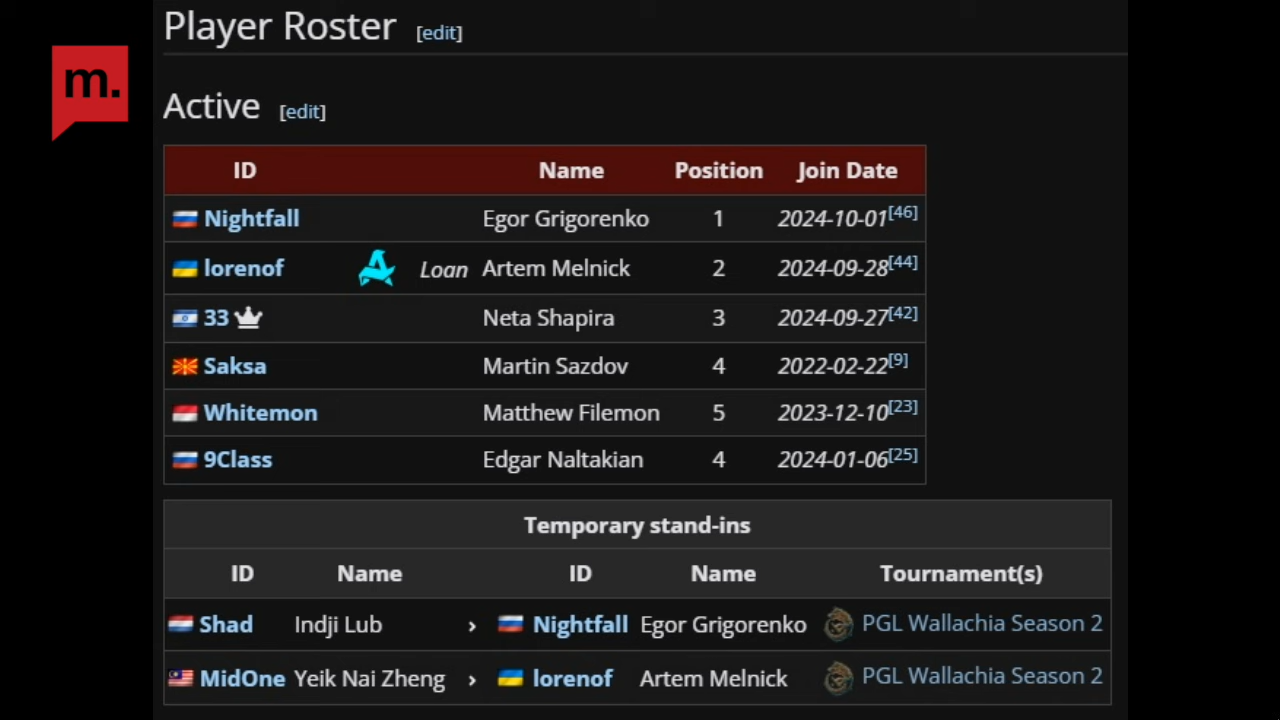 m.
Player Roster [edit]
Active [edit]
ID Name Position Join Date
Nightfall Egor Grigorenko 1 2024-10-01[46]
lorenof Loan Artem Melnick 2 2024-09-28[44]
33 Neta Shapira 3 2024-09-27[42]
Saksa Martin Sazdov 4 2022-02-22[9]
Whitemon Matthew Filemon 5 2023-12-10[23]
9Class Edgar Naltakian 4 2024-01-06[25]
Temporary stand-ins
ID Name ID Name Tournament(s)
Shad Indji Lub › Nightfall Egor Grigorenko PGL Wallachia Season 2
MidOne Yeik Nai Zheng › lorenof Artem Melnick PGL Wallachia Season 2